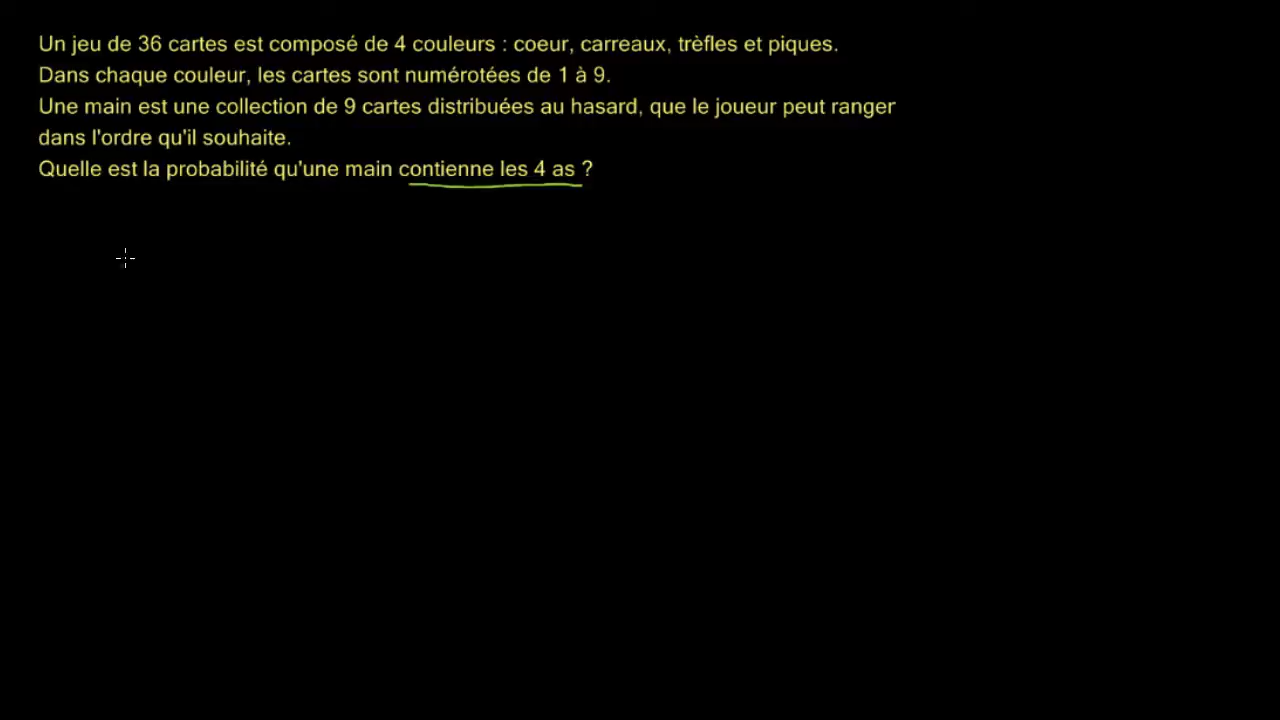 Un jeu de 36 cartes est composé de 4 couleurs : coeur, carreaux, trèfles et piques.
Dans chaque couleur, les cartes sont numérotées de 1 à 9.
Une main est une collection de 9 cartes distribuées au hasard, que le joueur peut ranger
dans l'ordre qu'il souhaite.
Quelle est la probabilité qu'une main contienne les 4 as ?